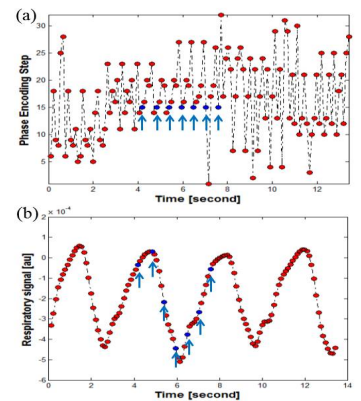 (a)
Phase Encoding Step
30
25
20
15
10
5
0 2 4 6 8 10 12
Time [second]
(b)
× 10⁻⁴
Respiratory signal [au]
2
1
0
-1
-2
-3
-4
-5
-6
0 2 4 6 8 10 12 14
Time [second]